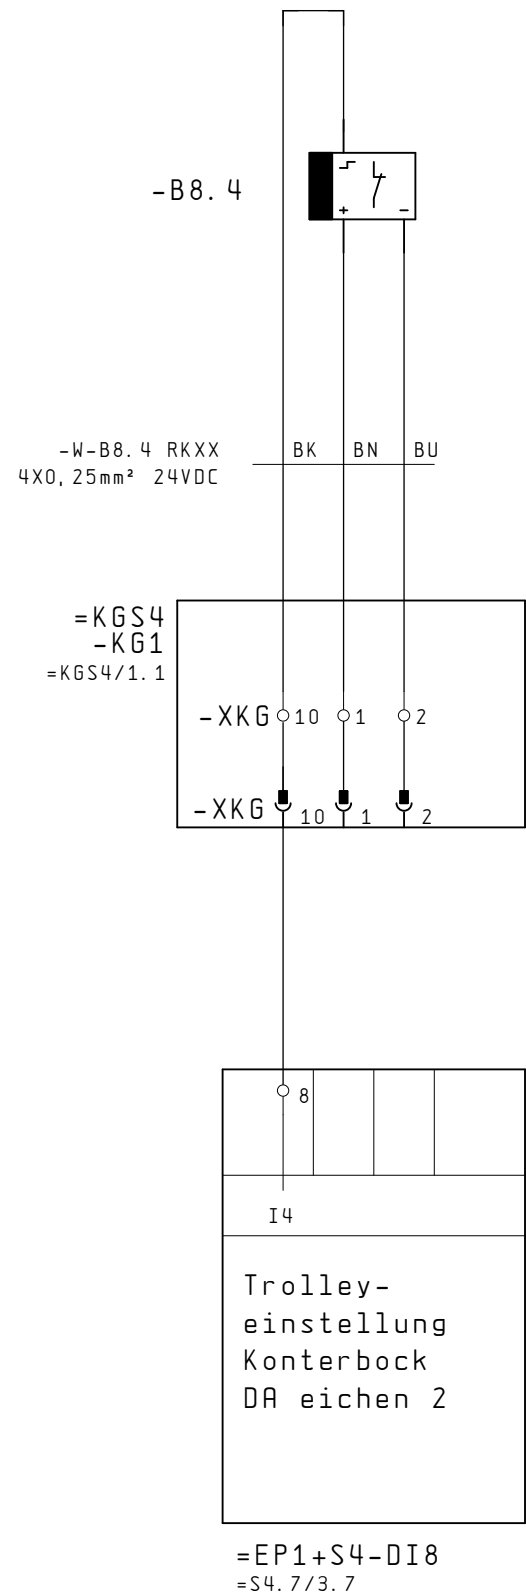 -B8.4
+ -
-W-B8.4 RKXX BK BN BU
4X0,25mm² 24VDC
=KGS4
-KG1
=KGS4/1.1
-XKG 10 1 2
-XKG 10 1 2
8
I4
Trolley-
einstellung
Konterbock
DA eichen 2
=EP1+S4-DI8
=S4.7/3.7